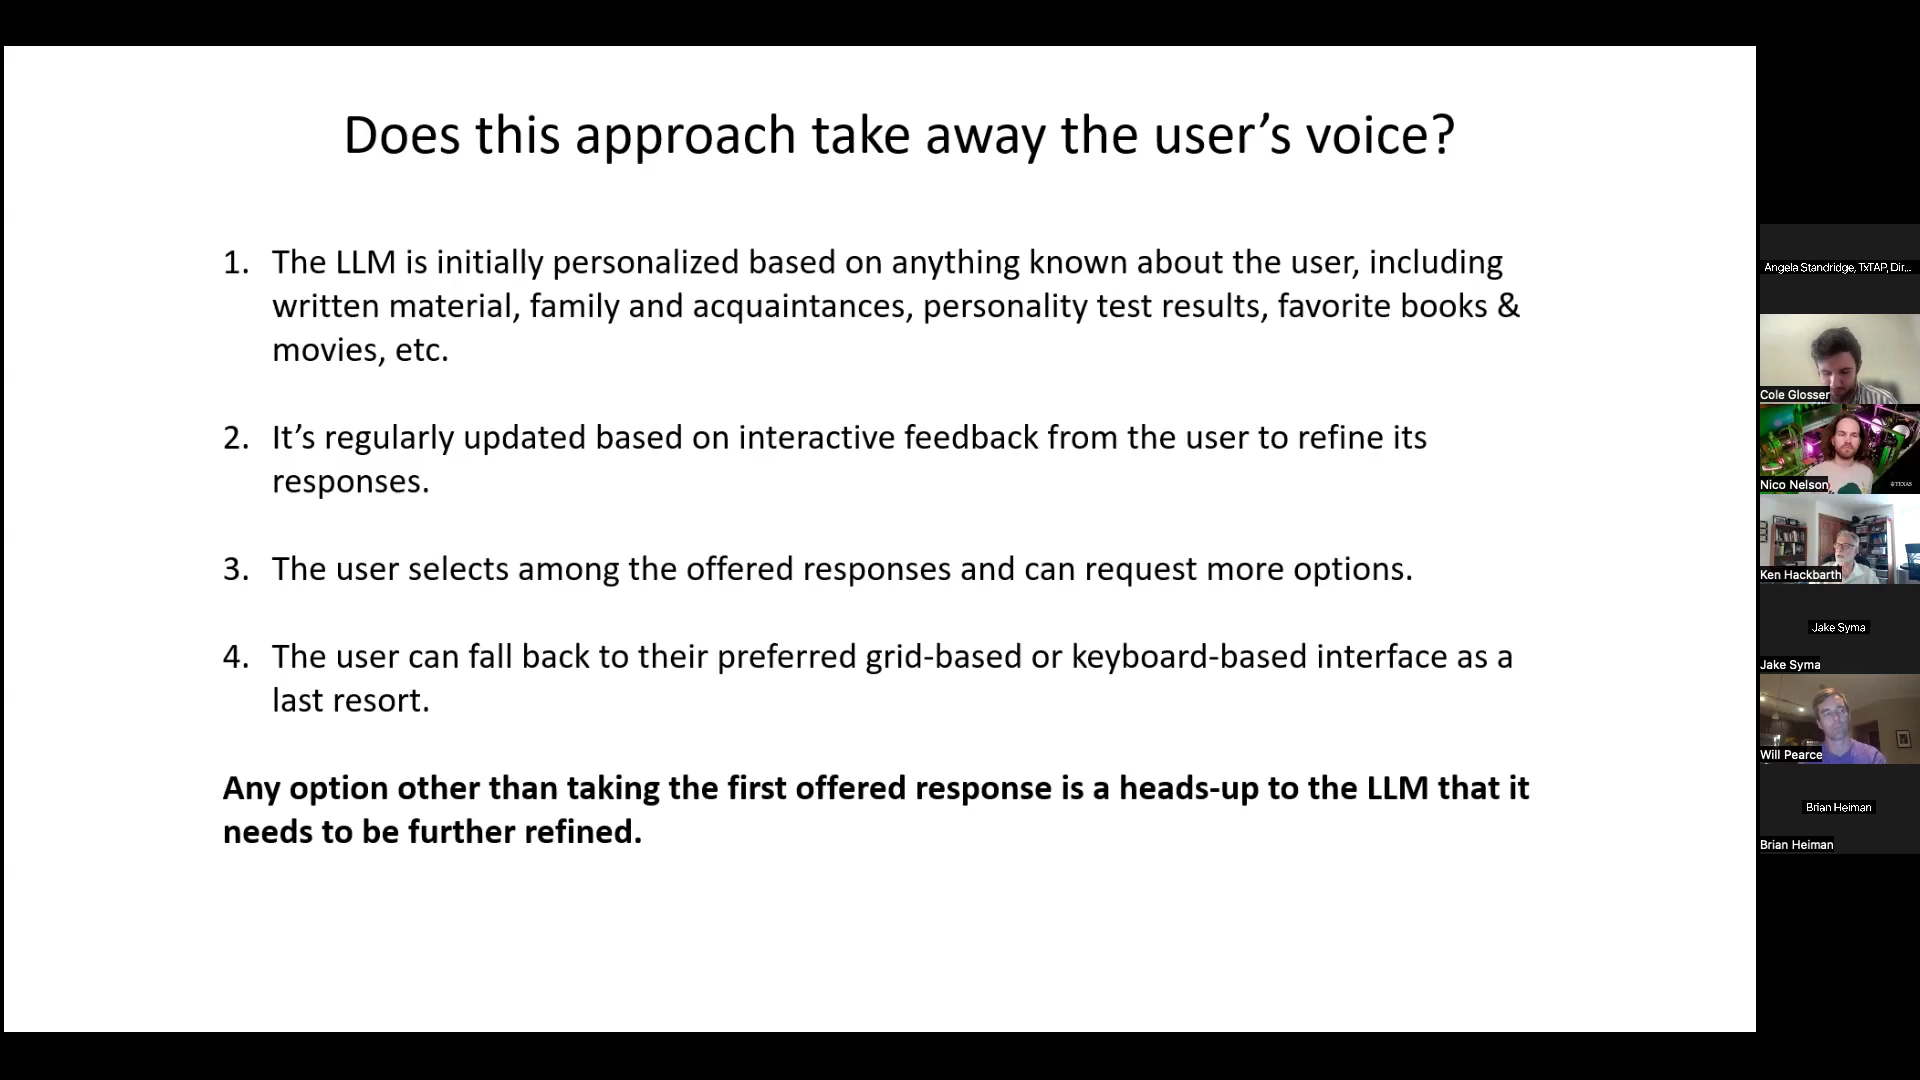 Does this approach take away the user’s voice?
1. The LLM is initially personalized based on anything known about the user, including
written material, family and acquaintances, personality test results, favorite books &
movies, etc.
2. It’s regularly updated based on interactive feedback from the user to refine its
responses.
3. The user selects among the offered responses and can request more options.
4. The user can fall back to their preferred grid-based or keyboard-based interface as a
last resort.
Any option other than taking the first offered response is a heads-up to the LLM that it
needs to be further refined.
Angela Standridge, TxTAP, Dir...
Cole Glosser
Nico Nelson
TEXAS
Ken Hackbarth
Jake Syma
Jake Syma
Will Pearce
Brian Heiman
Brian Heiman